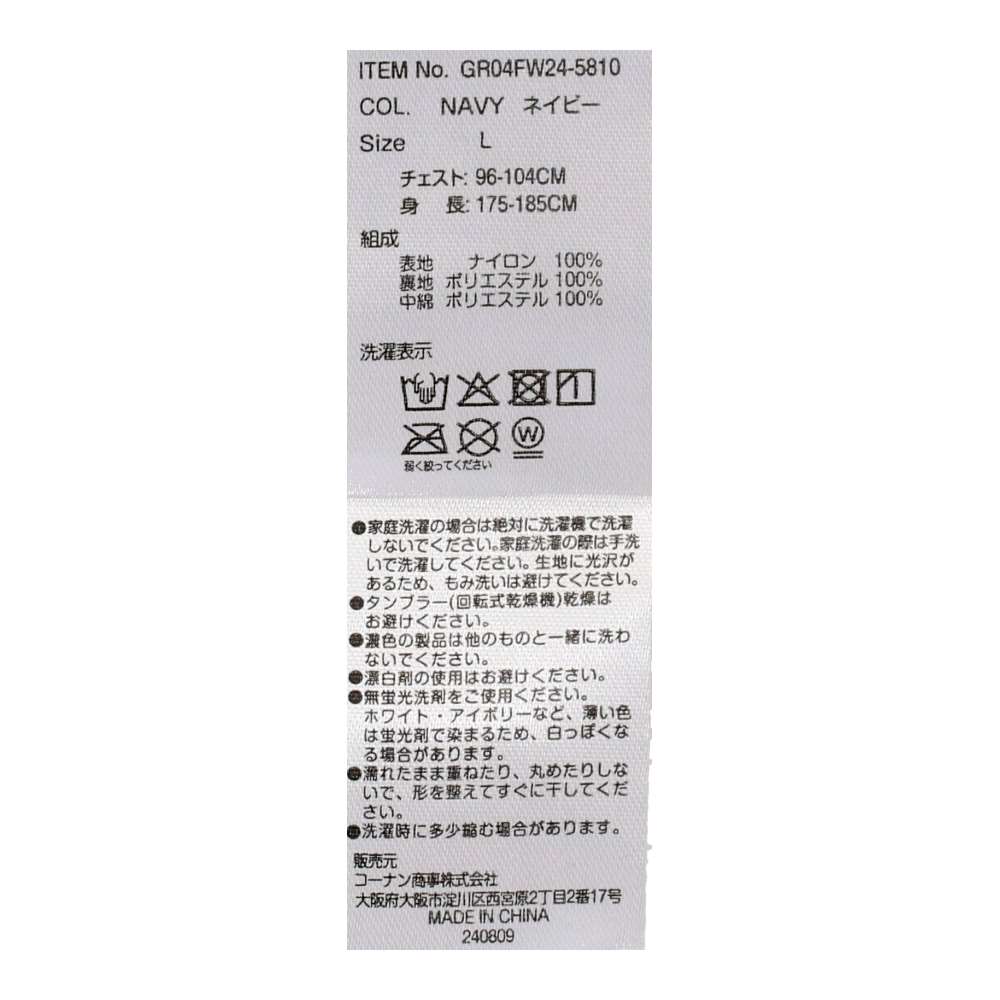 ITEM No. GR04FW24-5810
COL. NAVY ネイビー
Size L
チェスト: 96-104CM
身 長: 175-185CM
組成
表地 ナイロン 100%
裏地 ポリエステル 100%
中綿 ポリエステル 100%
洗濯表示
W
弱く絞ってください
●家庭洗濯の場合は絶対に洗濯機で洗濯
しないでください。家庭洗濯の際は手洗
いで洗濯してください。生地に光沢が
あるため、もみ洗いは避けてください。
●タンブラー(回転式乾燥機)乾燥は
お避けください。
●濃色の製品は他のものと一緒に洗わ
ないでください。
●漂白剤の使用はお避けください。
●無蛍光洗剤をご使用ください。
ホワイト・アイボリーなど、薄い色
は蛍光剤で染まるため、白っぽくな
る場合があります。
●濡れたまま重ねたり、丸めたりしな
いで、形を整えてすぐに干してくだ
さい。
●洗濯時に多少縮む場合があります。
販売元
コーナン商事株式会社
大阪府大阪市淀川区西宮原2丁目2番17号
MADE IN CHINA
240809